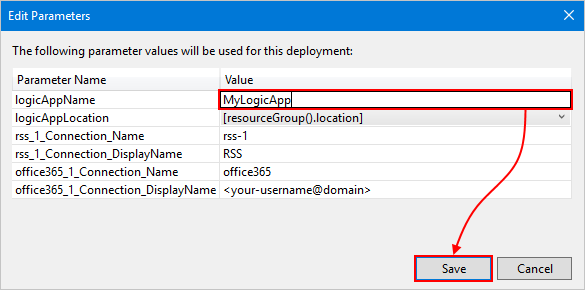 Edit Parameters
The following parameter values will be used for this deployment:
Parameter Name Value
logicAppName MyLogicApp
logicAppLocation [resourceGroup().location]
rss_1_Connection_Name rss-1
rss_1_Connection_DisplayName RSS
office365_1_Connection_Name office365
office365_1_Connection_DisplayName <your-username@domain>
Save Cancel